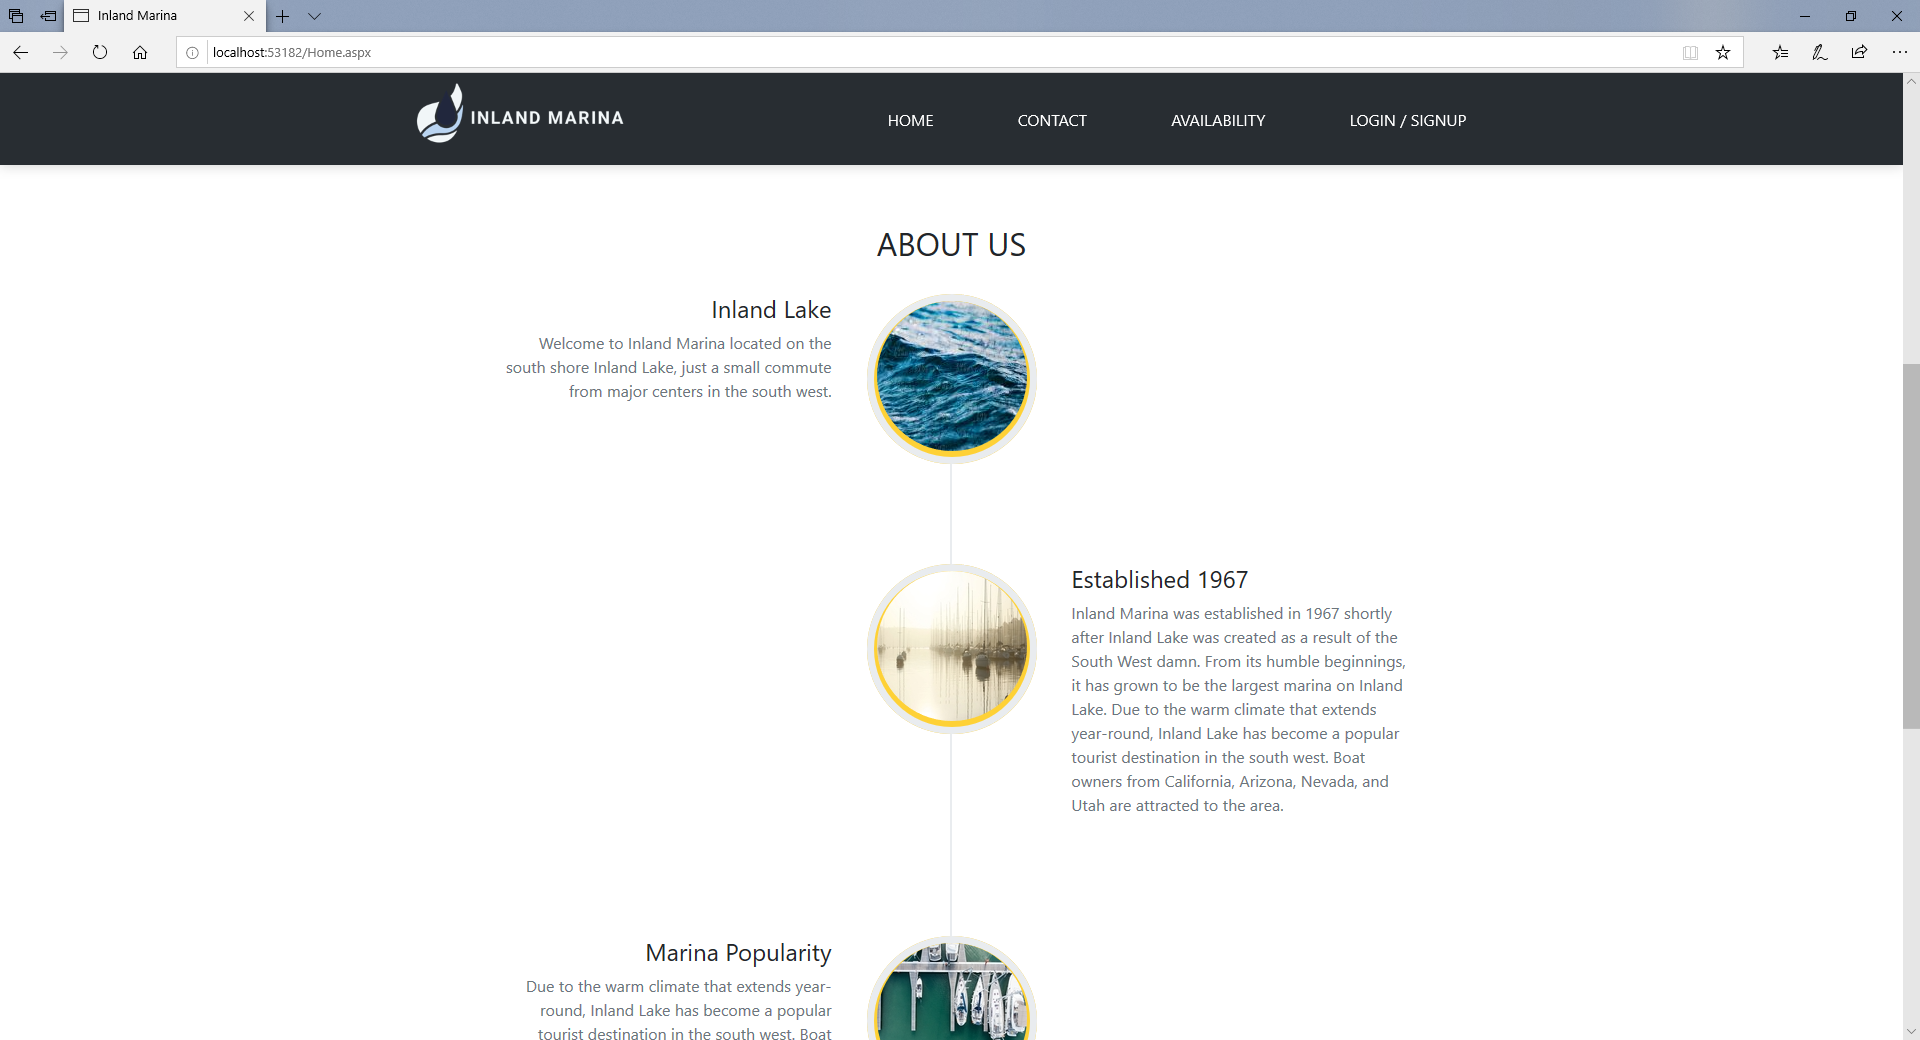 Inland Marina
localhost:53182/Home.aspx
INLAND MARINA
HOME
CONTACT
AVAILABILITY
LOGIN / SIGNUP
ABOUT US
Inland Lake
Welcome to Inland Marina located on the
south shore Inland Lake, just a small commute
from major centers in the south west.
Established 1967
Inland Marina was established in 1967 shortly
after Inland Lake was created as a result of the
South West damn. From its humble beginnings,
it has grown to be the largest marina on Inland
Lake. Due to the warm climate that extends
year-round, Inland Lake has become a popular
tourist destination in the south west. Boat
owners from California, Arizona, Nevada, and
Utah are attracted to the area.
Marina Popularity
Due to the warm climate that extends year-
round, Inland Lake has become a popular
tourist destination in the south west. Boat